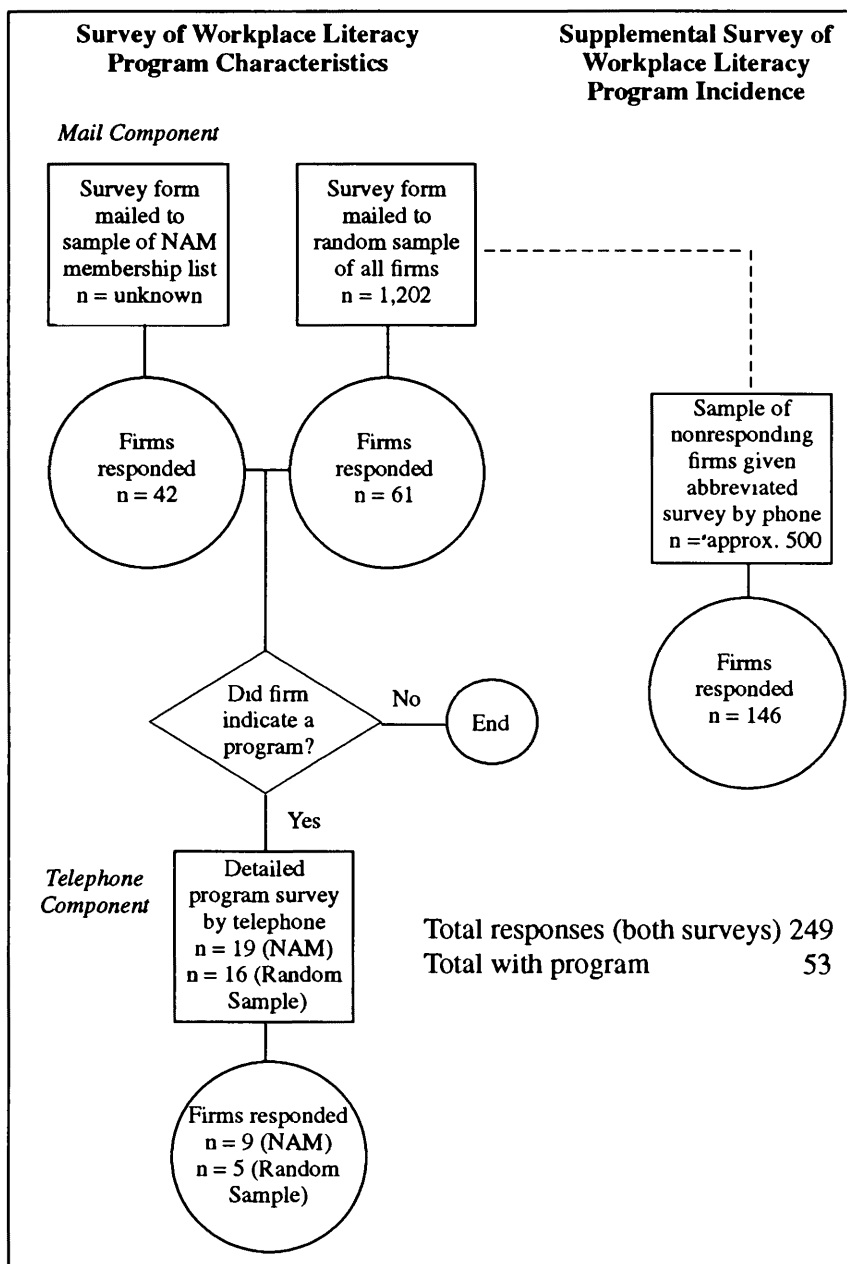 Survey of Workplace Literacy
Program Characteristics
Supplemental Survey of
Workplace Literacy
Program Incidence
Mail Component
Survey form
mailed to
sample of NAM
membership list
n = unknown
Survey form
mailed to
random sample
of all firms
n = 1,202
Firms
responded
n = 42
Firms
responded
n = 61
Sample of
nonresponding
firms given
abbreviated
survey by phone
n = approx. 500
Firms
responded
n = 146
Did firm
indicate a
program?
No
End
Yes
Telephone
Component
Detailed
program survey
by telephone
n = 19 (NAM)
n = 16 (Random
Sample)
Total responses (both surveys) 249
Total with program 53
Firms responded
n = 9 (NAM)
n = 5 (Random
Sample)